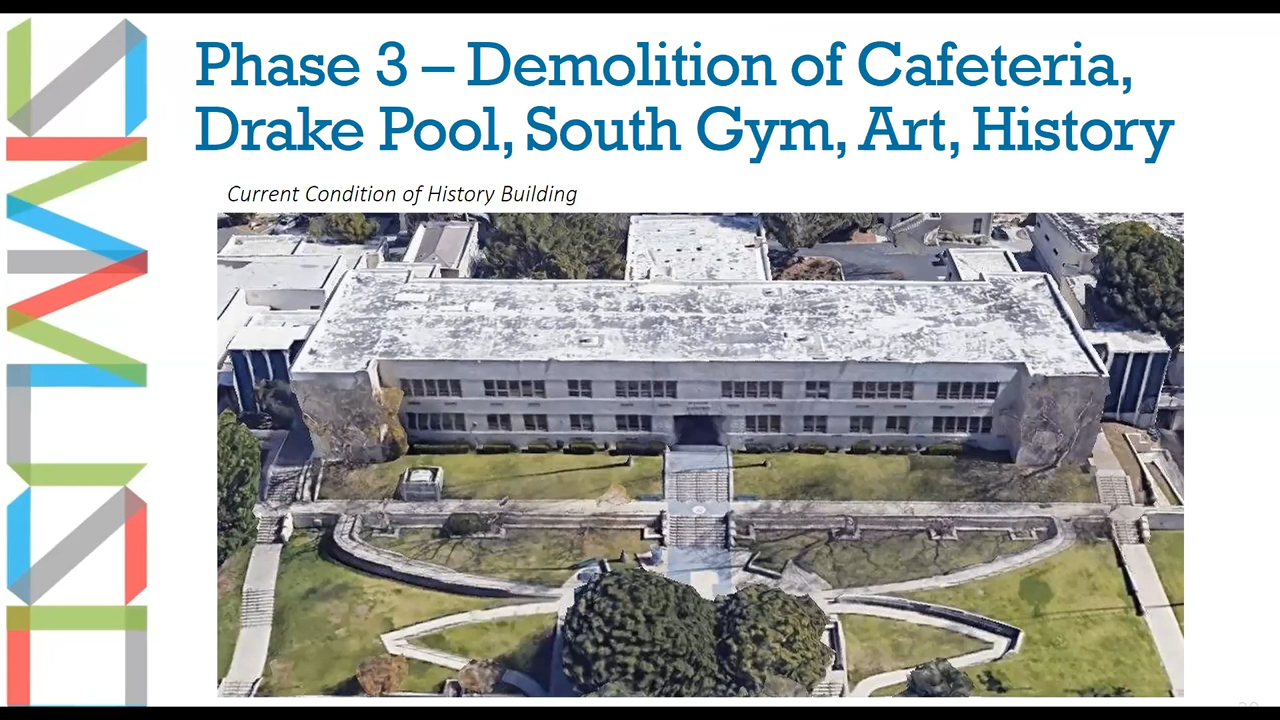 Phase 3 – Demolition of Cafeteria,
Drake Pool, South Gym, Art, History
Current Condition of History Building